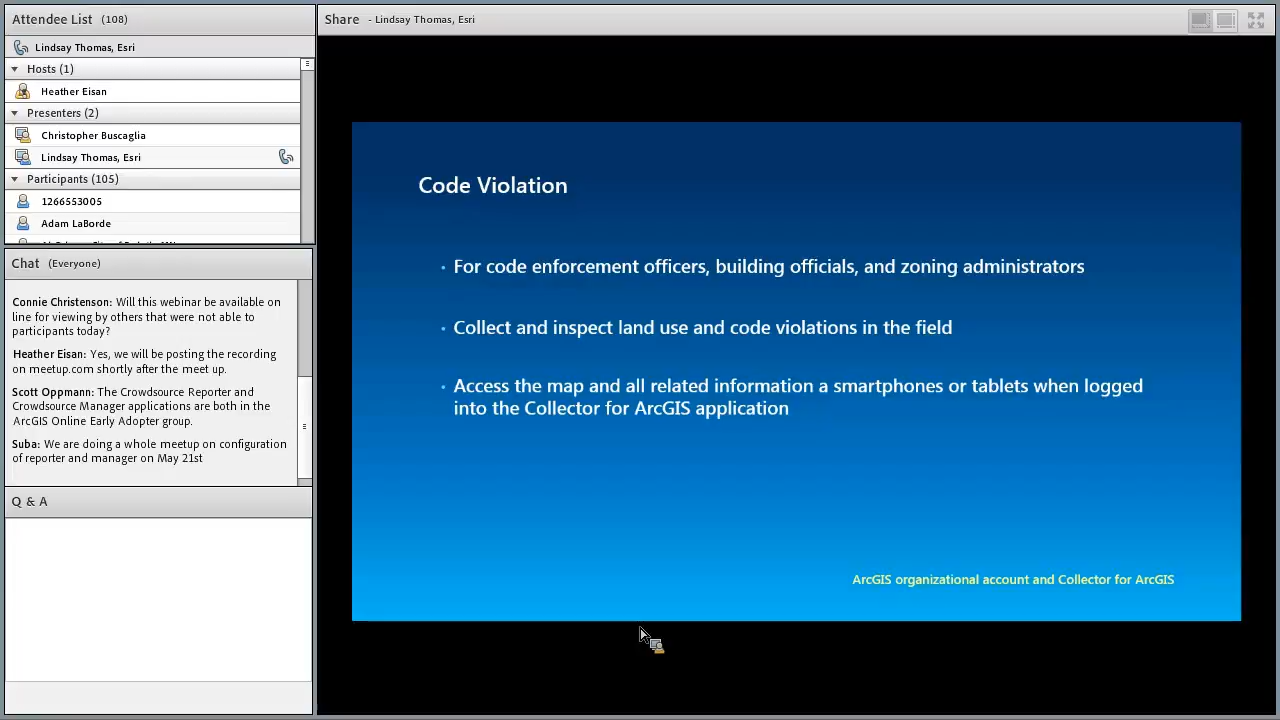 Attendee List (108)
Lindsay Thomas, Esri
Hosts (1)
Heather Eisan
Presenters (2)
Christopher Buscaglia
Lindsay Thomas, Esri
Participants (105)
1266553005
Adam LaBorde
Chat (Everyone)
Connie Christenson: Will this webinar be available on
line for viewing by others that were not able to
participants today?
Heather Eisan: Yes, we will be posting the recording
on meetup.com shortly after the meet up.
Scott Oppmann: The Crowdsource Reporter and
Crowdsource Manager applications are both in the
ArcGIS Online Early Adopter group.
Suba: We are doing a whole meetup on configuration
of reporter and manager on May 21st
Q & A
Share - Lindsay Thomas, Esri
Code Violation
• For code enforcement officers, building officials, and zoning administrators
• Collect and inspect land use and code violations in the field
• Access the map and all related information a smartphones or tablets when logged
into the Collector for ArcGIS application
ArcGIS organizational account and Collector for ArcGIS